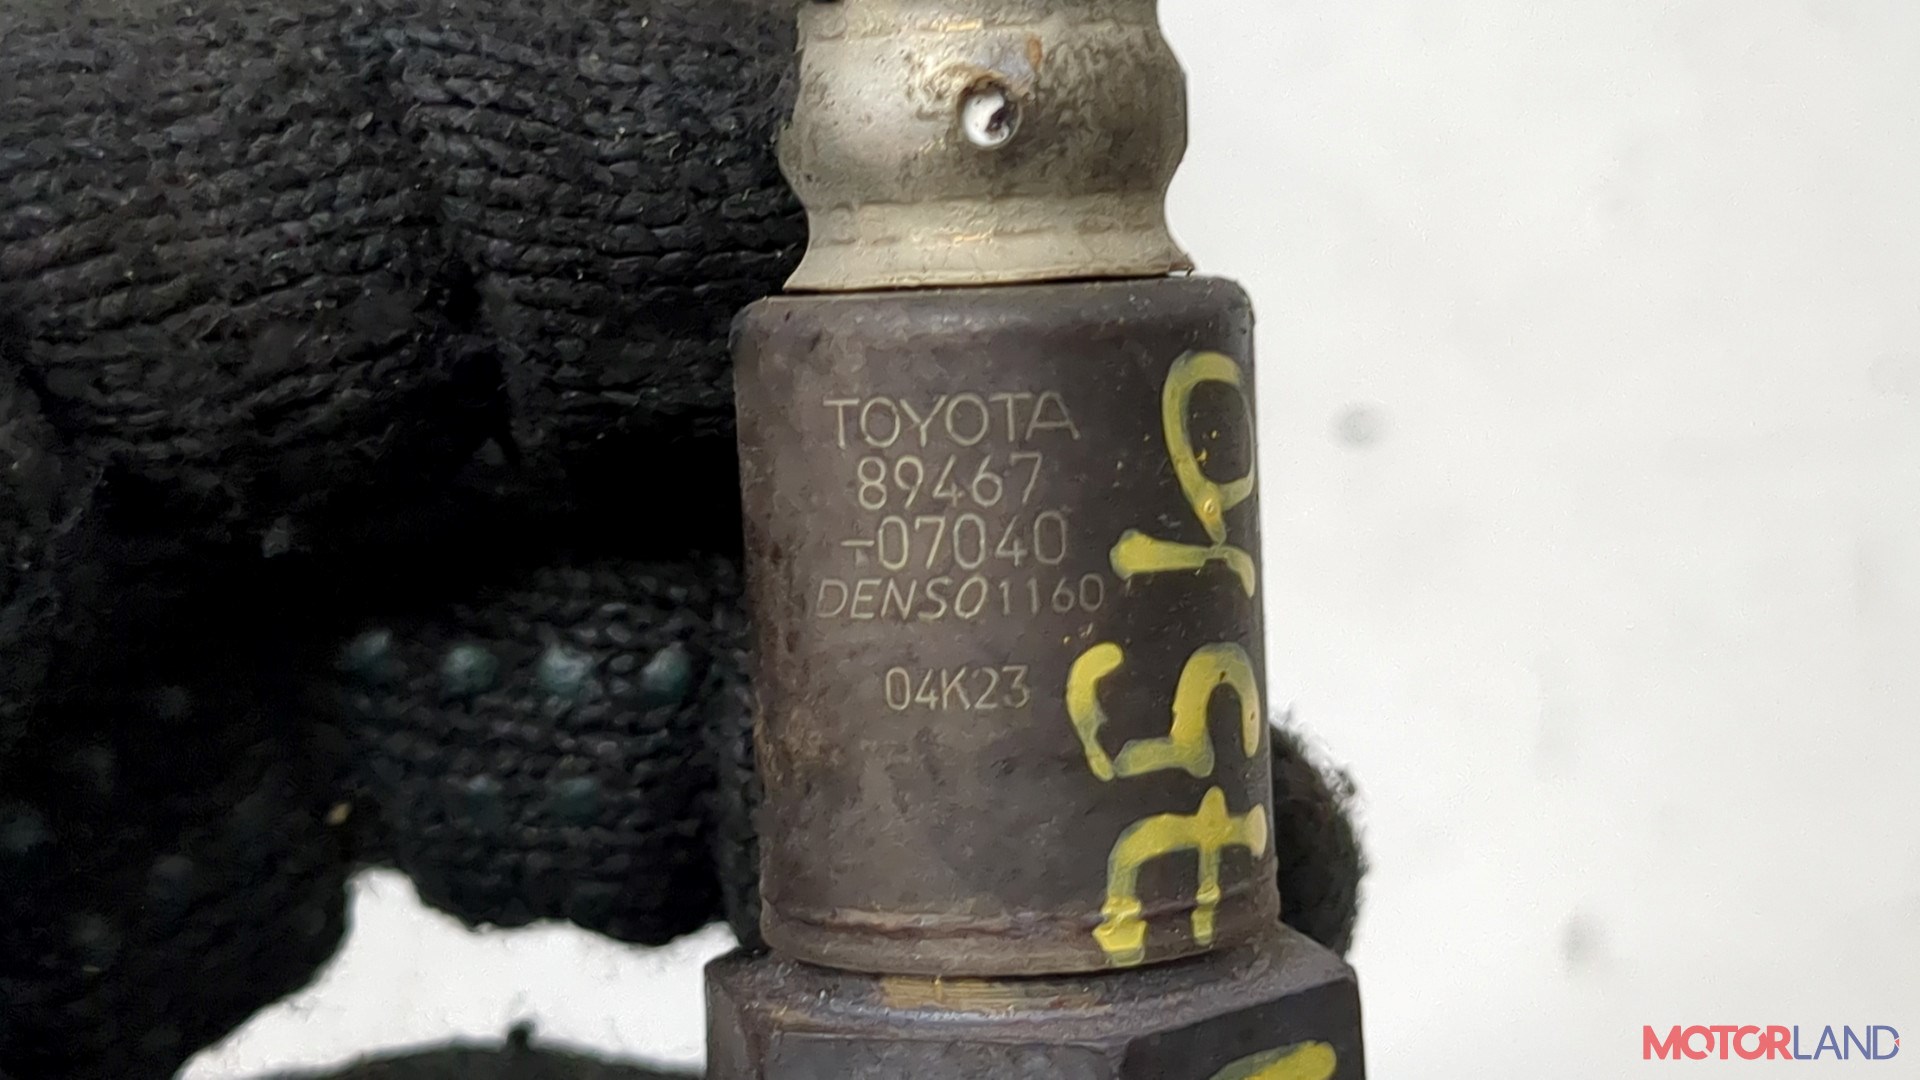 TOYOTA
89467
-07040
DENSO 1160
04K23
MOTORLAND